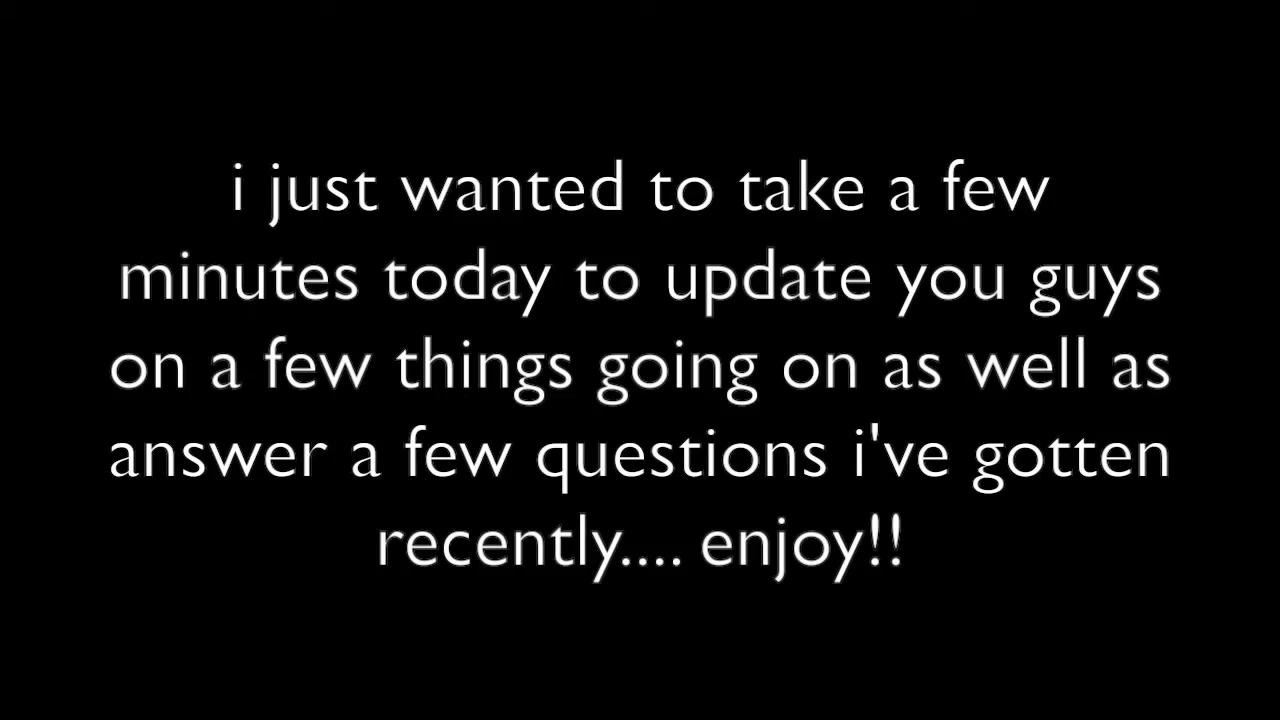 i just wanted to take a few
minutes today to update you guys
on a few things going on as well as
answer a few questions i've gotten
recently.... enjoy!!